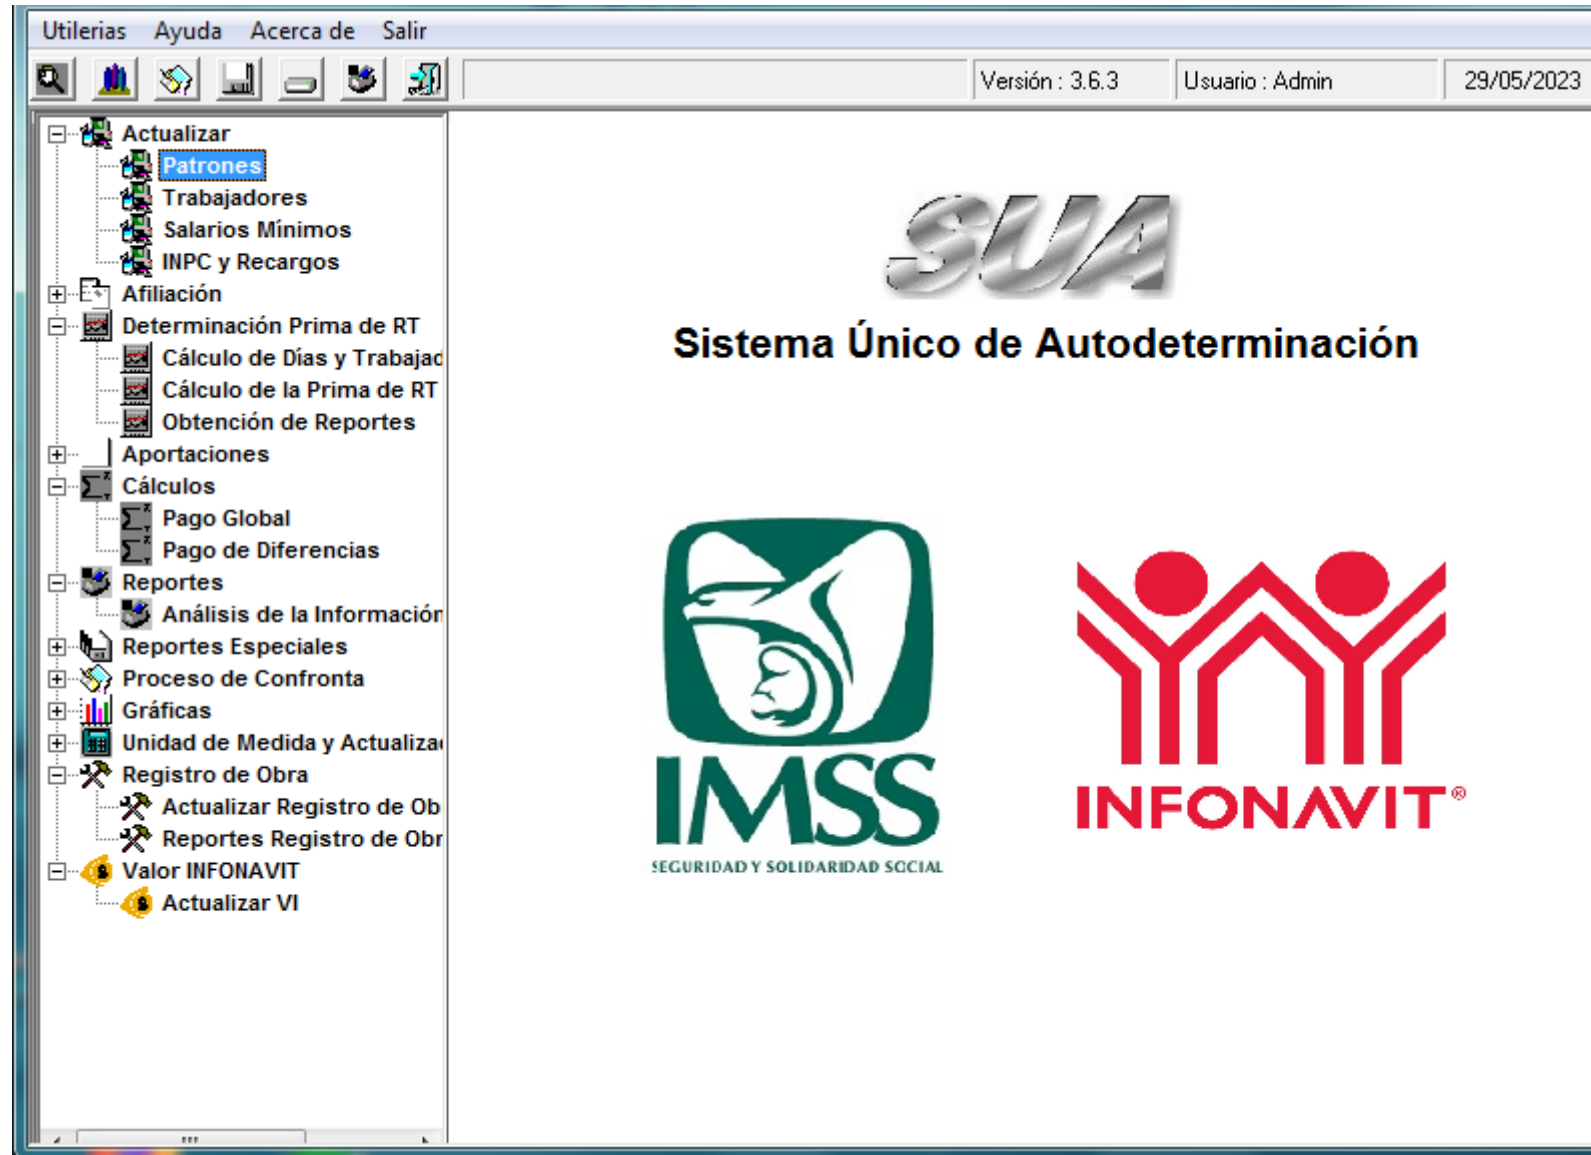 Utilerias Ayuda Acerca de Salir
Versión : 3.6.3 Usuario : Admin 29/05/2023
Actualizar
Patrones
Trabajadores
Salarios Mínimos
INPC y Recargos
Afiliación
Determinación Prima de RT
Cálculo de Días y Trabajad
Cálculo de la Prima de RT
Obtención de Reportes
Aportaciones
Cálculos
Pago Global
Pago de Diferencias
Reportes
Análisis de la Información
Reportes Especiales
Proceso de Confronta
Gráficas
Unidad de Medida y Actualiza
Registro de Obra
Actualizar Registro de Ob
Reportes Registro de Obr
Valor INFONAVIT
Actualizar VI
SUA
Sistema Único de Autodeterminación
IMSS
SEGURIDAD Y SOLIDARIDAD SOCIAL
INFONAVIT®